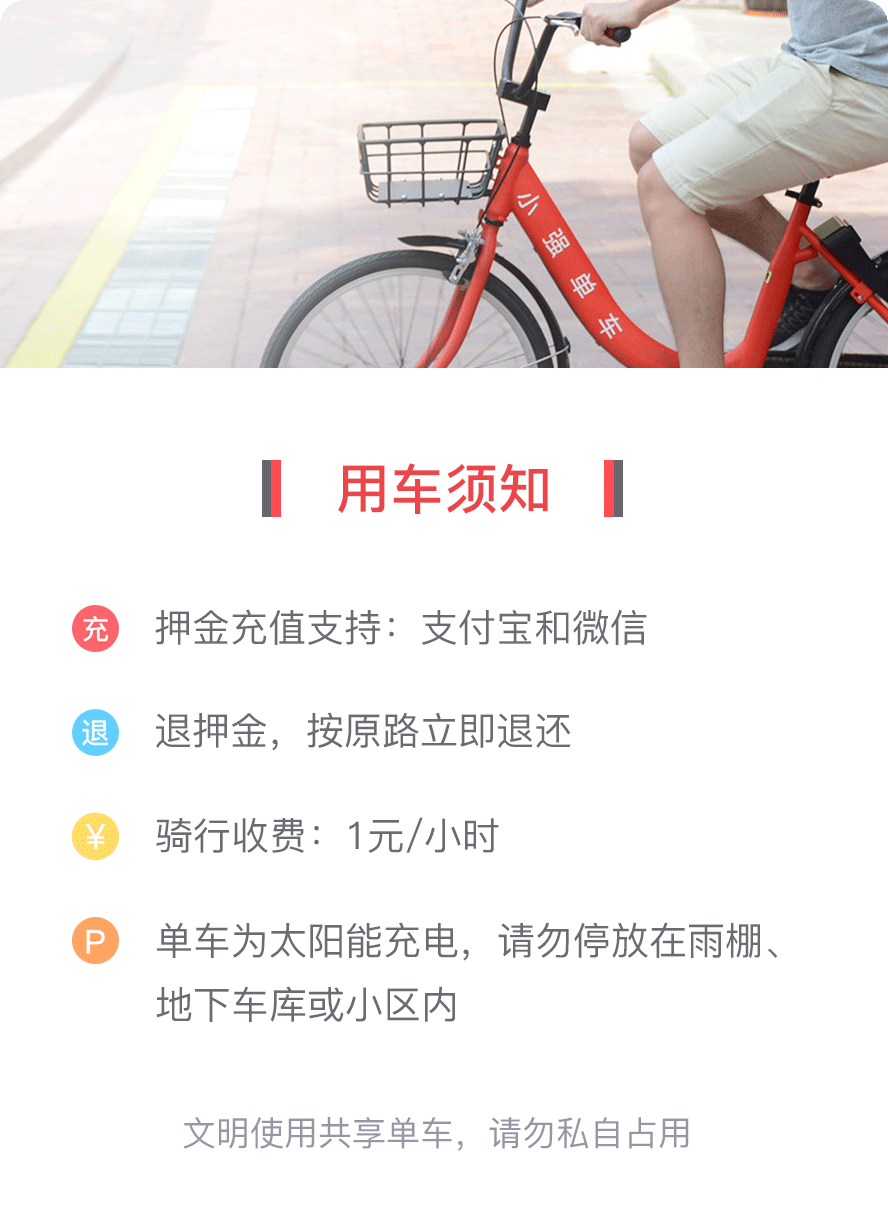 小强单车
用车须知
充 押金充值支持：支付宝和微信
退 退押金，按原路立即退还
¥ 骑行收费：1元/小时
P 单车为太阳能充电，请勿停放在雨棚、
地下车库或小区内
文明使用共享单车，请勿私自占用